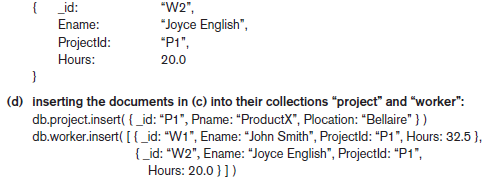 { _id: "W2",
Ename: "Joyce English",
ProjectId: "P1",
Hours: 20.0
}
(d) inserting the documents in (c) into their collections "project" and "worker":
db.project.insert( { _id: "P1", Pname: "ProductX", Plocation: "Bellaire" } )
db.worker.insert( [ { _id: "W1", Ename: "John Smith", ProjectId: "P1", Hours: 32.5 },
{ _id: "W2", Ename: "Joyce English", ProjectId: "P1",
Hours: 20.0 } ] )